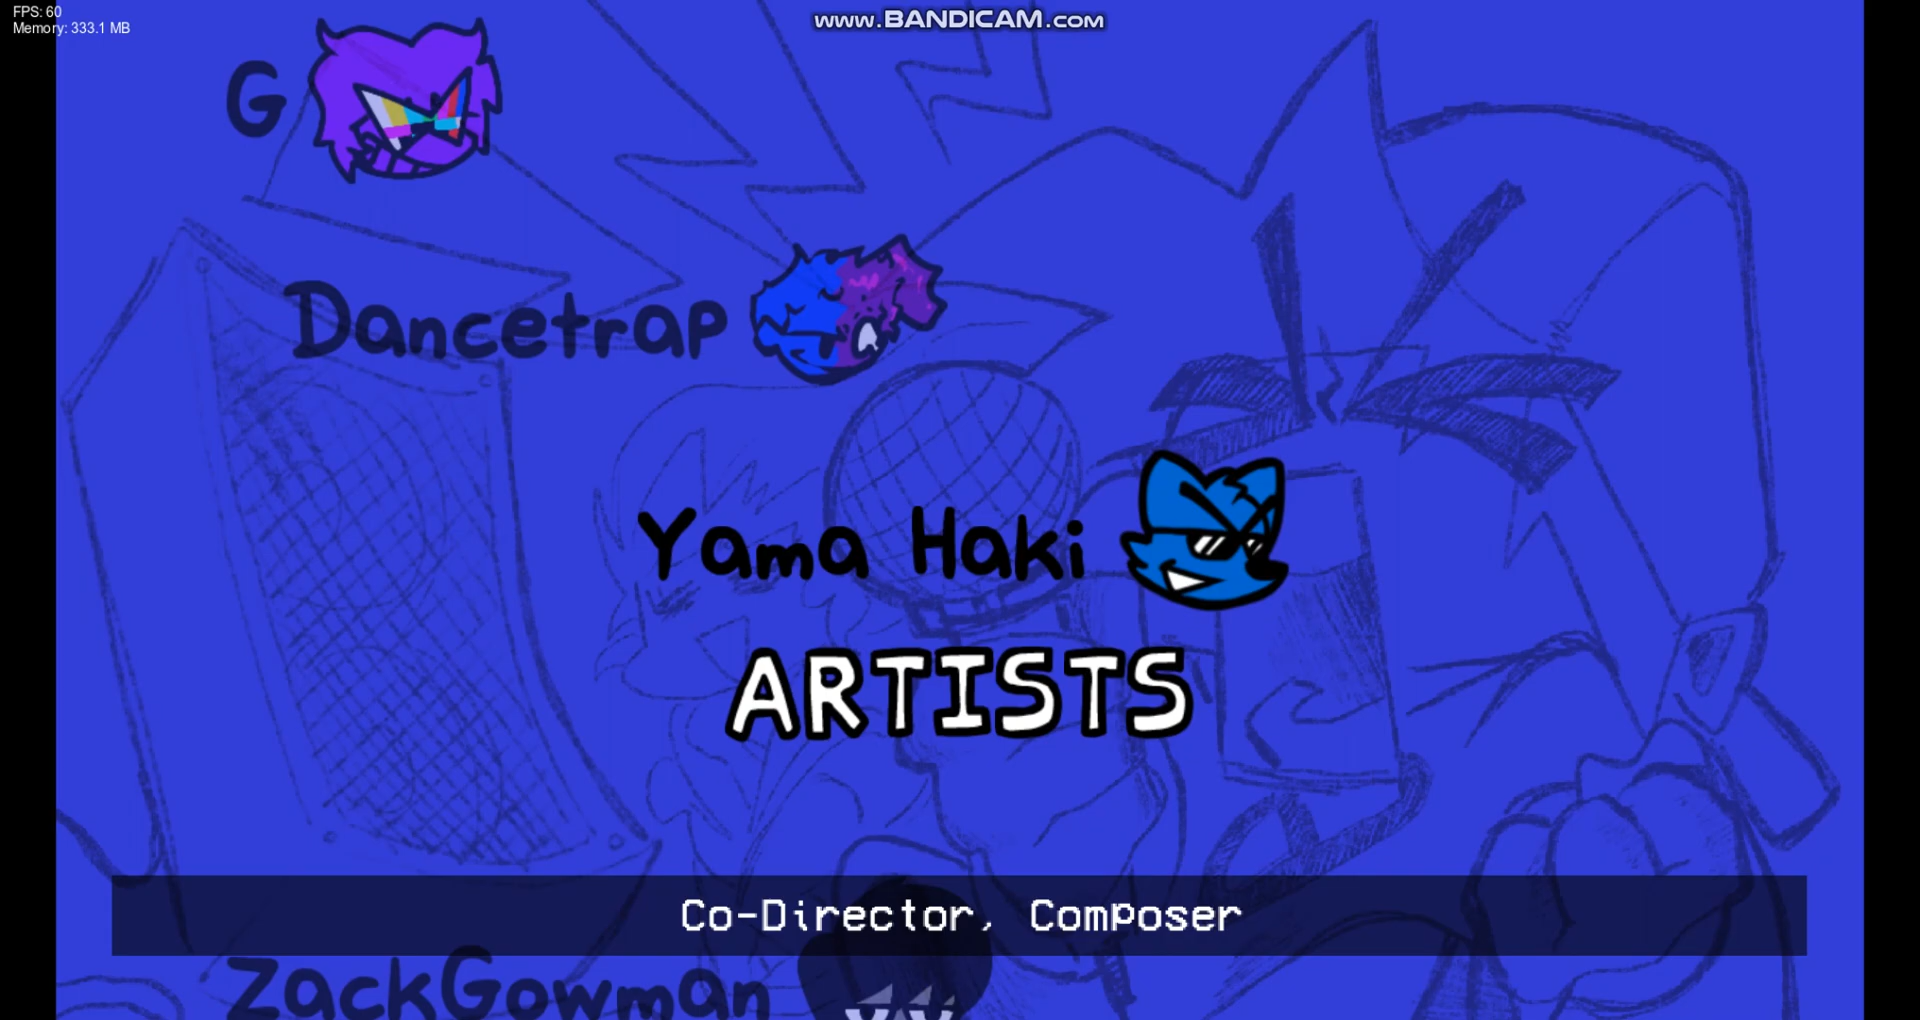 FPS: 60
Memory: 333.1 MB
www.BANDICAM.com
G
Dancetrap
Yama Haki
ARTISTS
Co-Director, Composer
ZackGowman